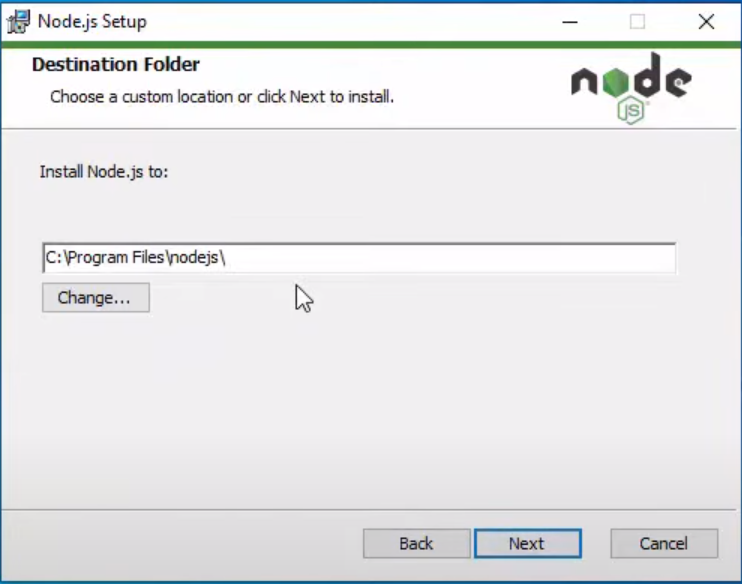 Node.js Setup
Destination Folder
Choose a custom location or click Next to install.
node
JS
Install Node.js to:
C:\Program Files\nodejs\
Change...
Back
Next
Cancel